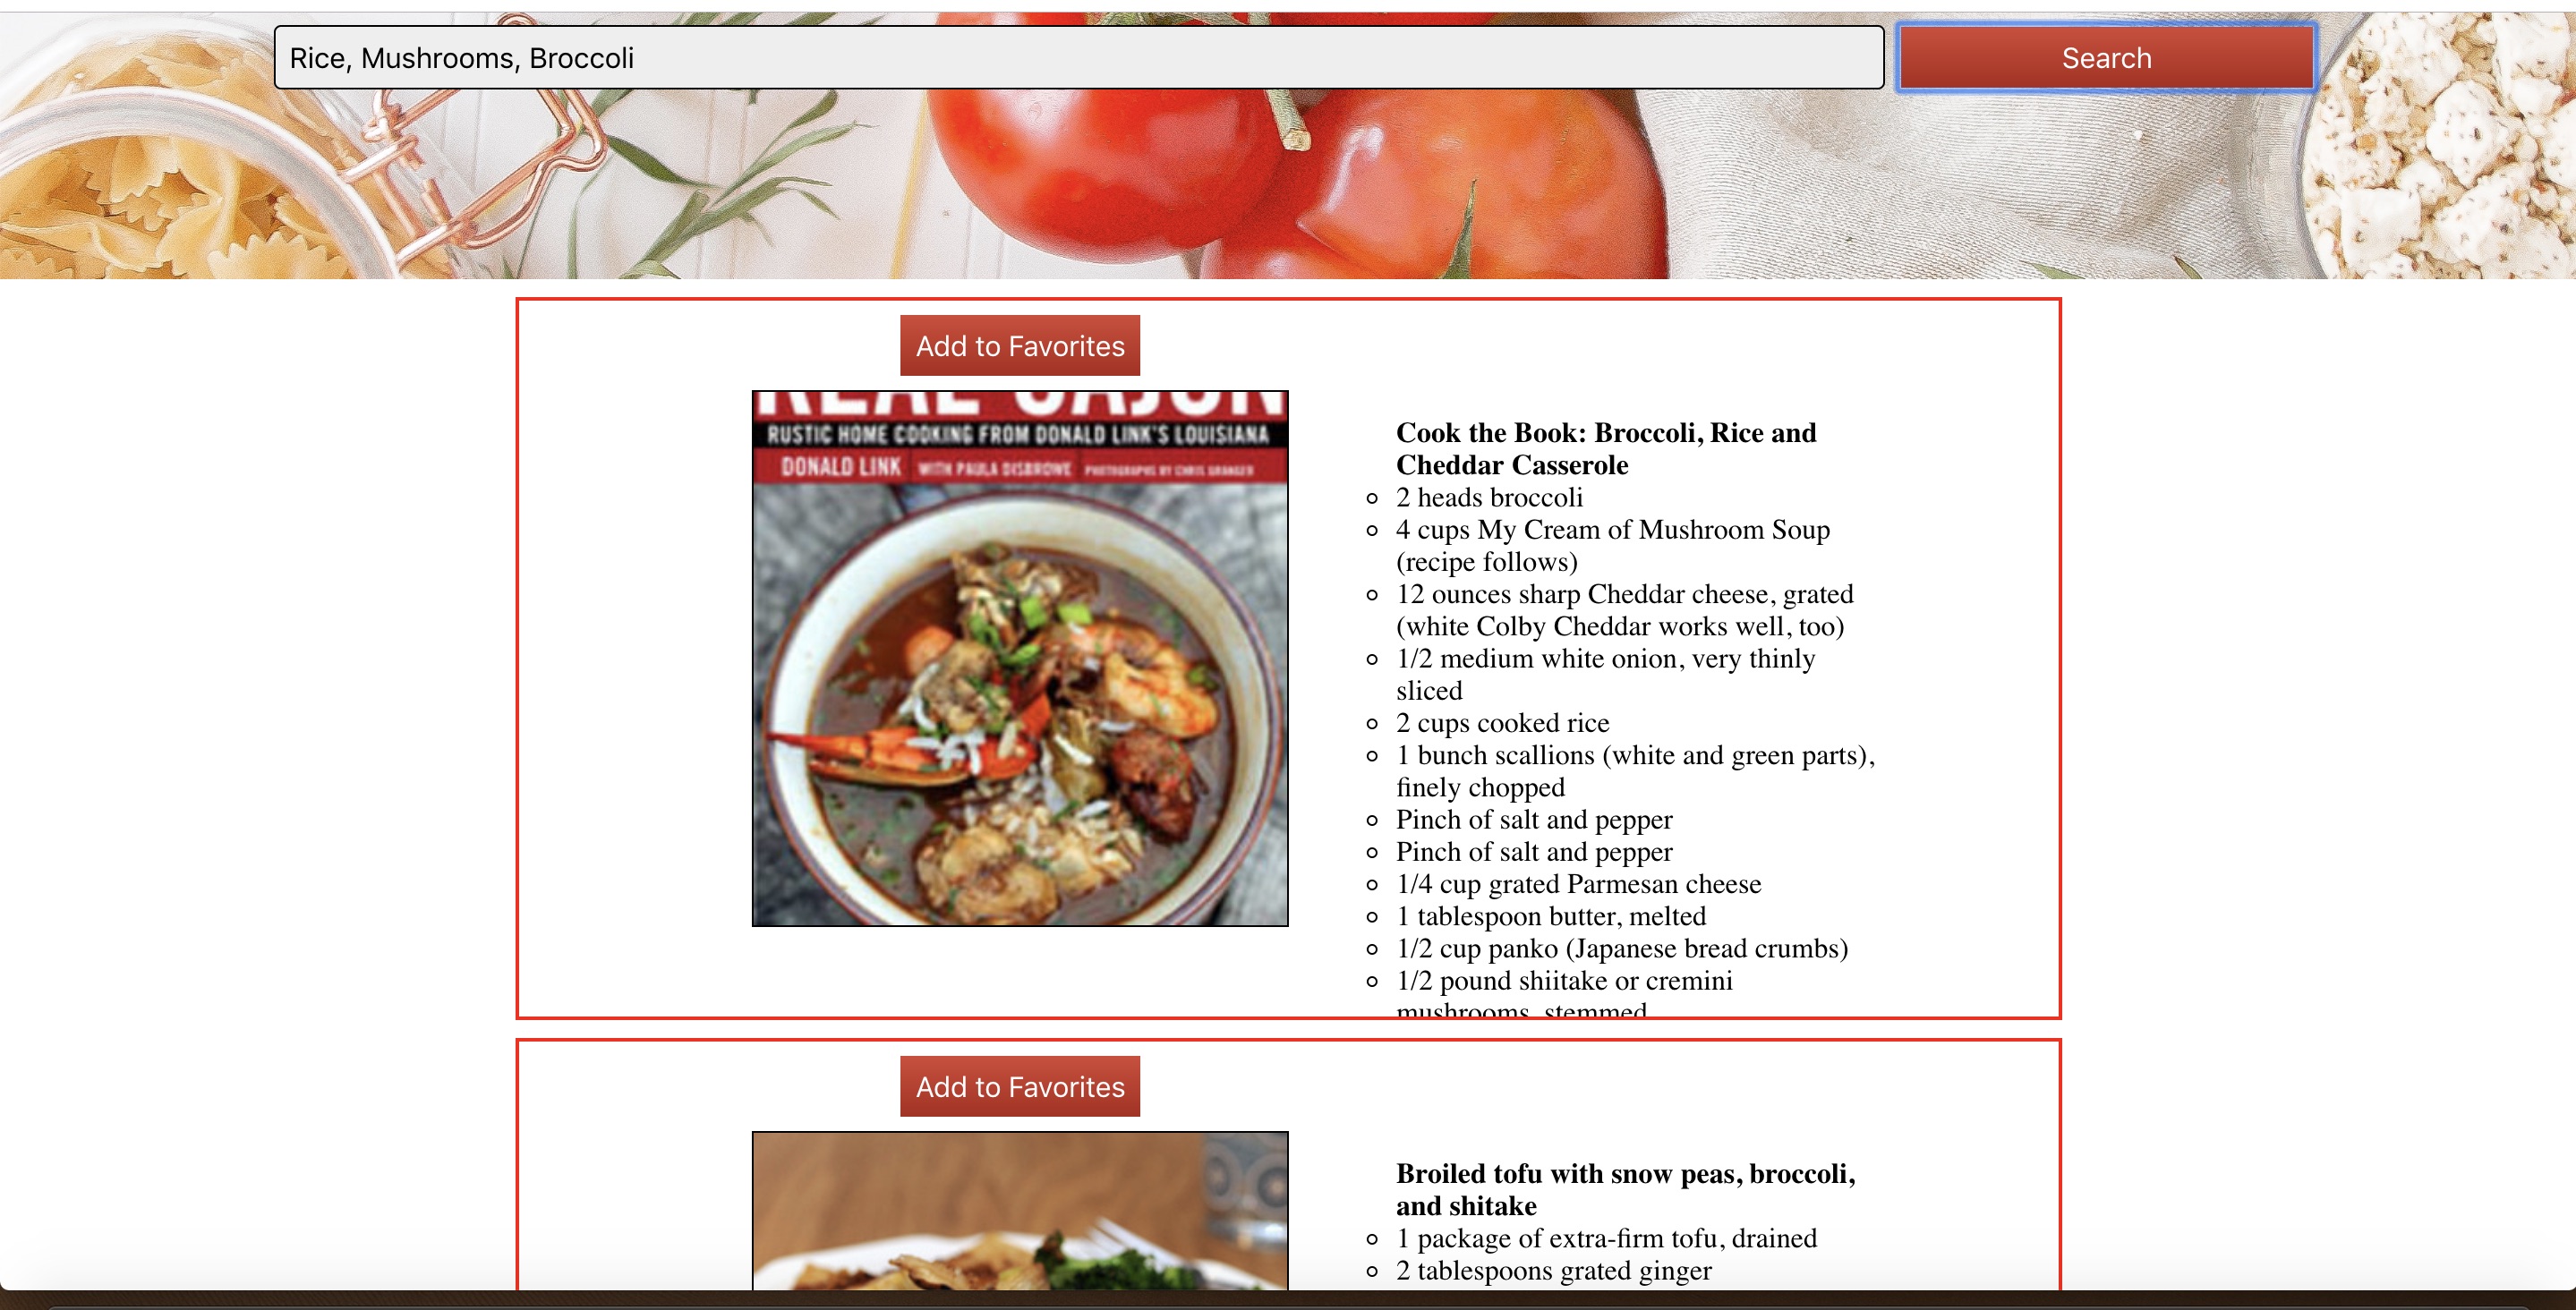 Rice, Mushrooms, Broccoli
Search
Add to Favorites
REAL CAJUN
RUSTIC HOME COOKING FROM DONALD LINK'S LOUISIANA
DONALD LINK WITH PAULA DISBROWE PHOTOGRAPHS BY CHRIS GRANGER
Cook the Book: Broccoli, Rice and
Cheddar Casserole
2 heads broccoli
4 cups My Cream of Mushroom Soup
(recipe follows)
12 ounces sharp Cheddar cheese, grated
(white Colby Cheddar works well, too)
1/2 medium white onion, very thinly
sliced
2 cups cooked rice
1 bunch scallions (white and green parts),
finely chopped
Pinch of salt and pepper
Pinch of salt and pepper
1/4 cup grated Parmesan cheese
1 tablespoon butter, melted
1/2 cup panko (Japanese bread crumbs)
1/2 pound shiitake or cremini
mushrooms, stemmed
Add to Favorites
Broiled tofu with snow peas, broccoli,
and shitake
1 package of extra-firm tofu, drained
2 tablespoons grated ginger